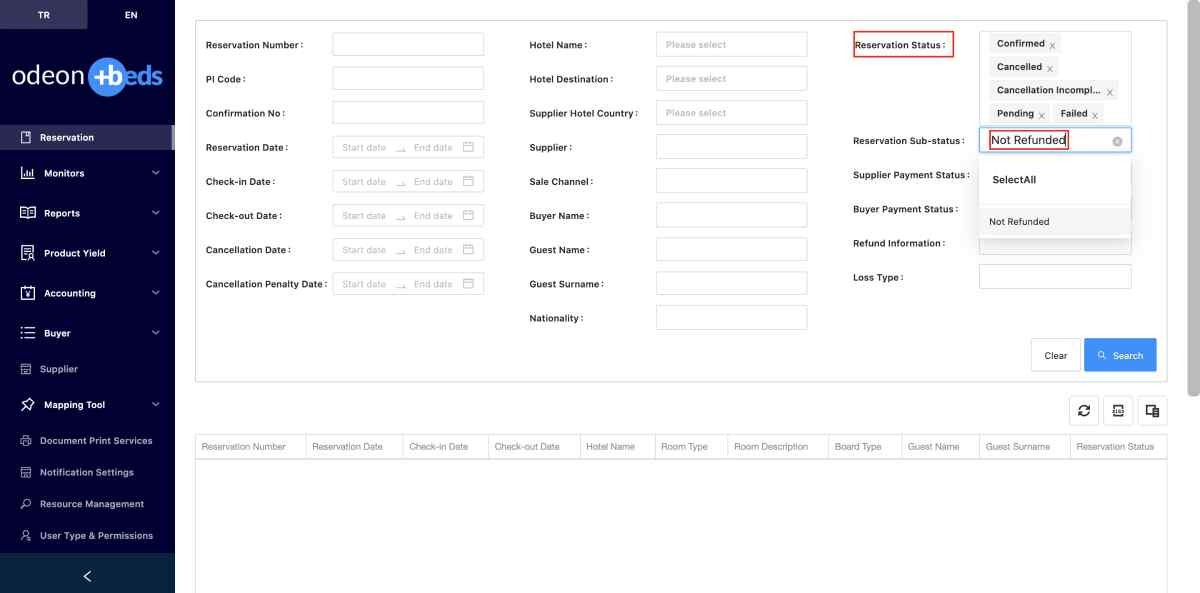 TR
EN
odeon +beds
Reservation
Monitors
Reports
Product Yield
Accounting
Buyer
Supplier
Mapping Tool
Document Print Services
Notification Settings
Resource Management
User Type & Permissions
Reservation Number :
PI Code :
Confirmation No :
Reservation Date : Start date End date
Check-in Date : Start date End date
Check-out Date : Start date End date
Cancellation Date : Start date End date
Cancellation Penalty Date : Start date End date
Hotel Name : Please select
Hotel Destination : Please select
Supplier Hotel Country : Please select
Supplier :
Sale Channel :
Buyer Name :
Guest Name :
Guest Surname :
Nationality :
Reservation Status :
Confirmed x
Cancelled x
Cancellation Incompl... x
Pending x Failed x
Reservation Sub-status : Not Refunded
Supplier Payment Status :
SelectAll
Buyer Payment Status :
Not Refunded
Refund Information :
Loss Type :
Clear Search
Reservation Number Reservation Date Check-in Date Check-out Date Hotel Name Room Type Room Description Board Type Guest Name Guest Surname Reservation Status